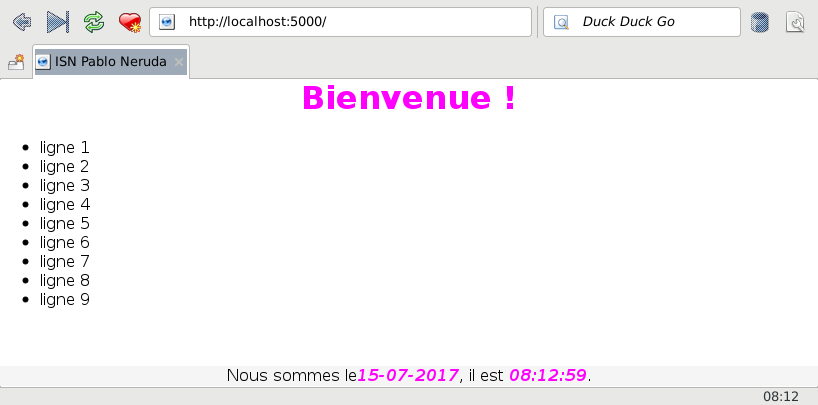 http://localhost:5000/
Duck Duck Go
ISN Pablo Neruda
Bienvenue !
ligne 1
ligne 2
ligne 3
ligne 4
ligne 5
ligne 6
ligne 7
ligne 8
ligne 9
Nous sommes le15-07-2017, il est 08:12:59.
08:12